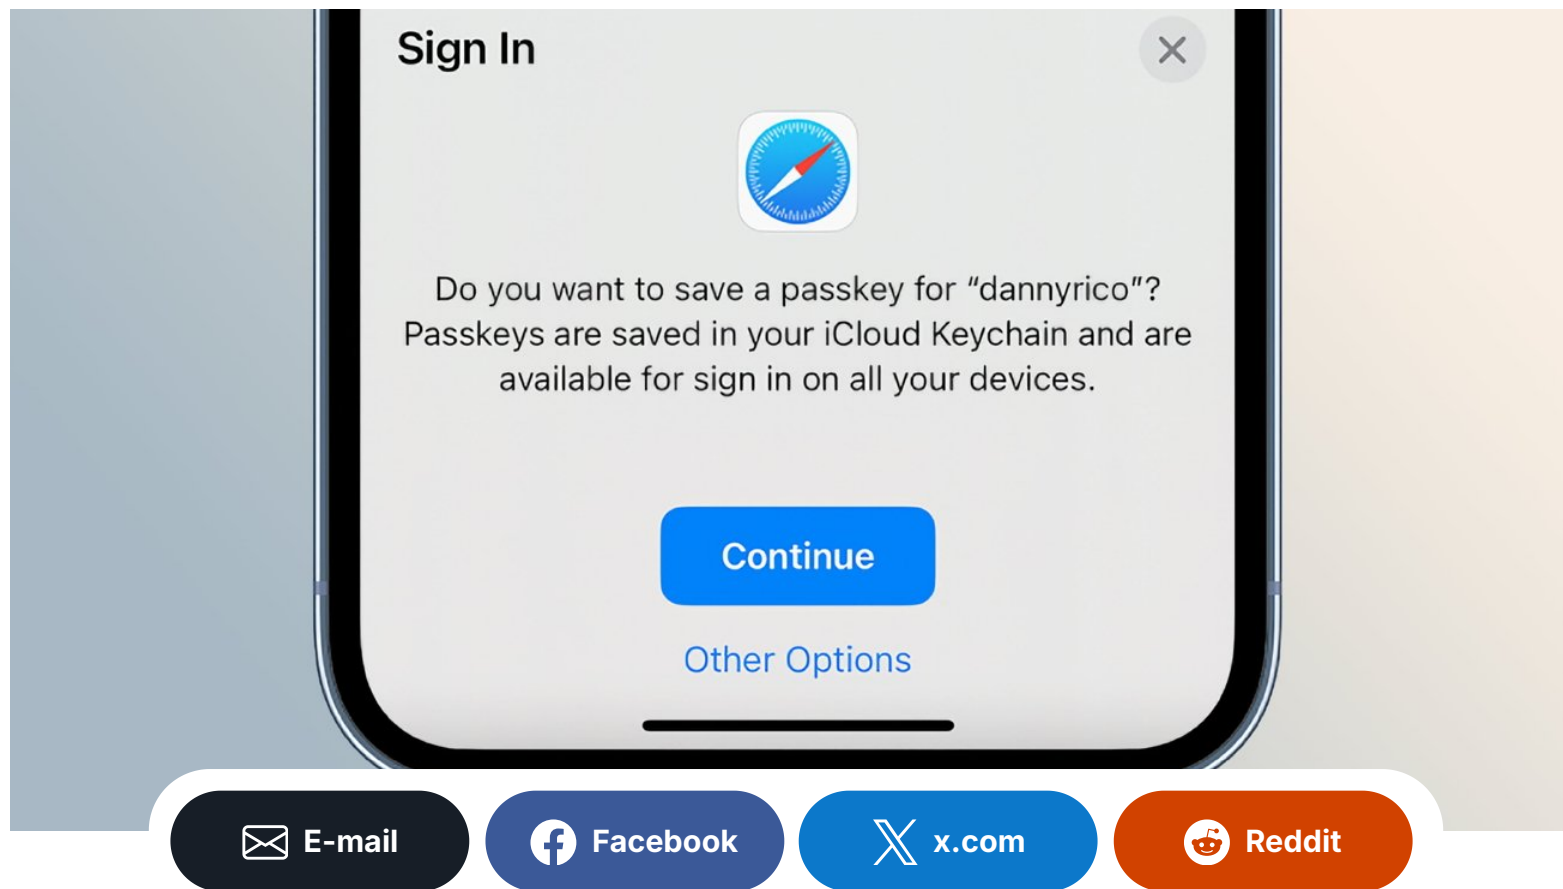 Sign In
Do you want to save a passkey for “dannyrico”?
Passkeys are saved in your iCloud Keychain and are
available for sign in on all your devices.
Continue
Other Options
E-mail
Facebook
x.com
Reddit